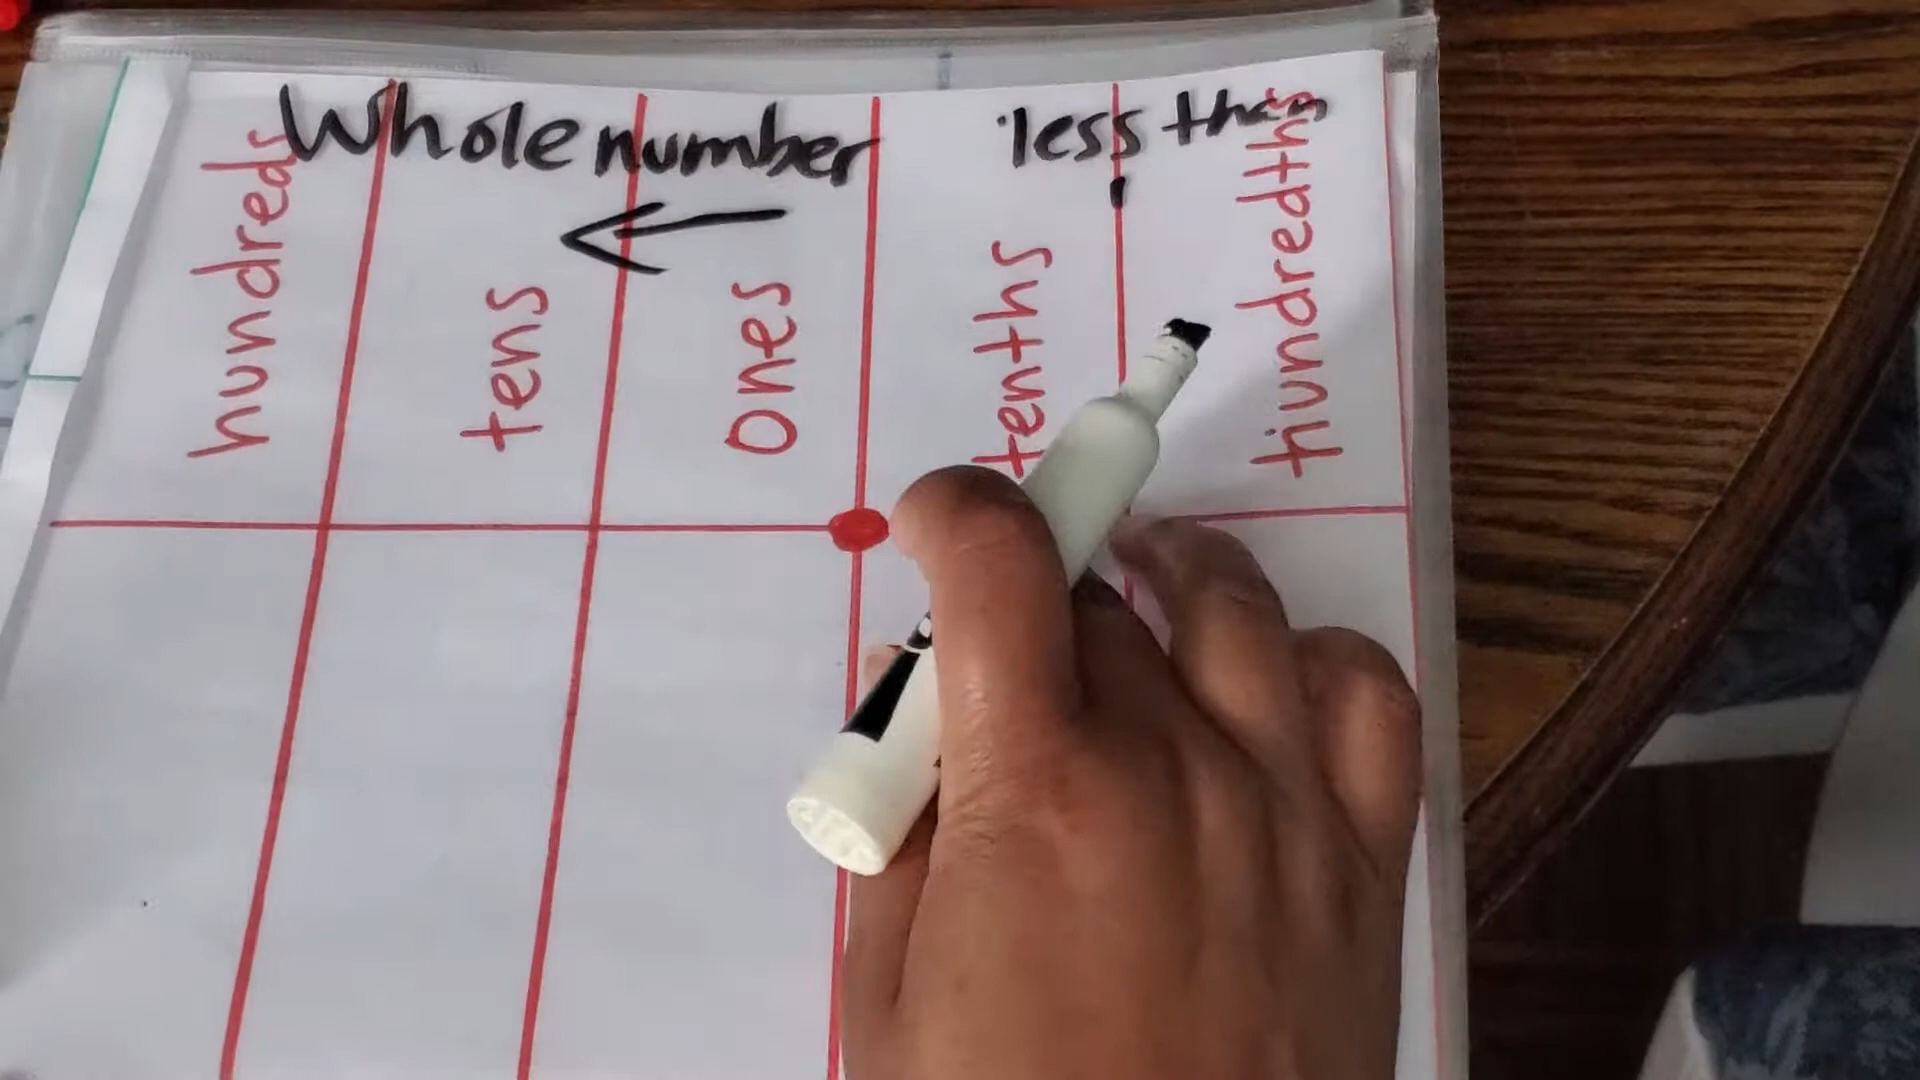 Whole number
less than
hundreds
tens
ones
tenths
hundredths